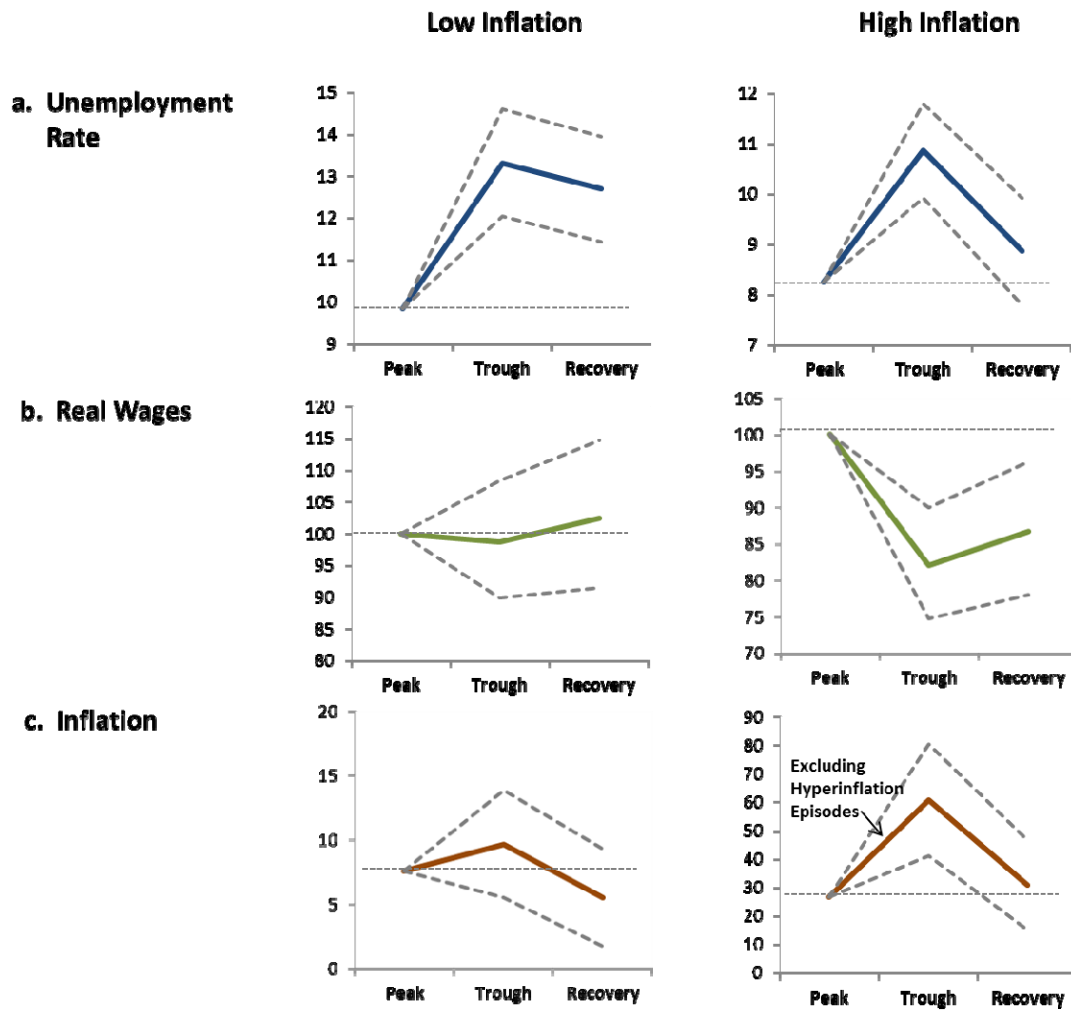 Low Inflation
High Inflation
a. Unemployment
Rate
15
14
13
12
11
10
9
Peak
Trough
Recovery
12
11
10
9
8
7
Peak
Trough
Recovery
b. Real Wages
120
115
110
105
100
95
90
85
80
Peak
Trough
Recovery
105
100
95
90
85
80
75
70
Peak
Trough
Recovery
c. Inflation
20
15
10
5
0
Peak
Trough
Recovery
90
80
70
60
50
40
30
20
10
0
Excluding
Hyperinflation
Episodes
Peak
Trough
Recovery